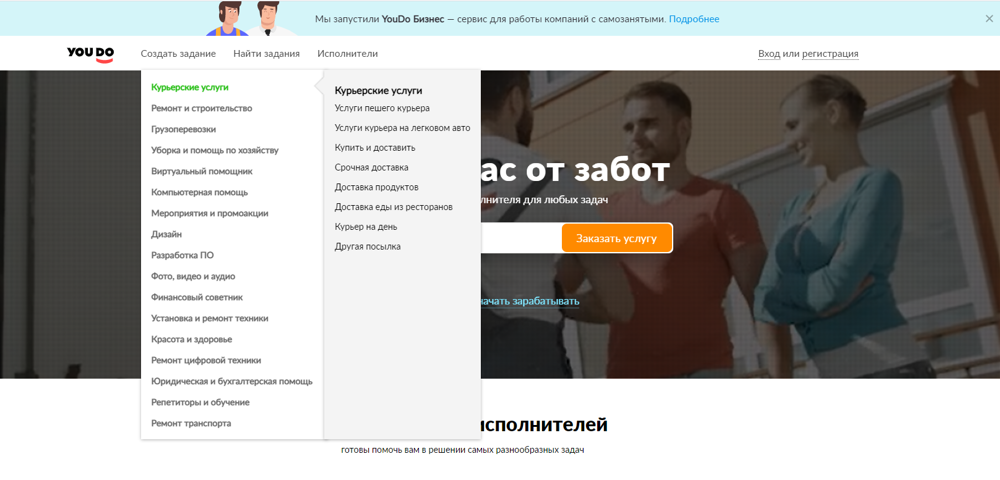 Мы запустили YouDo Бизнес — сервис для работы компаний с самозанятыми. Подробнее
YOU DO
Создать задание
Найти задания
Исполнители
Вход или регистрация
Курьерские услуги
Ремонт и строительство
Грузоперевозки
Уборка и помощь по хозяйству
Виртуальный помощник
Компьютерная помощь
Мероприятия и промоакции
Дизайн
Разработка ПО
Фото, видео и аудио
Финансовый советник
Установка и ремонт техники
Красота и здоровье
Ремонт цифровой техники
Юридическая и бухгалтерская помощь
Репетиторы и обучение
Ремонт транспорта
Курьерские услуги
Услуги пешего курьера
Услуги курьера на легковом авто
Купить и доставить
Срочная доставка
Доставка продуктов
Доставка еды из ресторанов
Курьер на день
Другая посылка
ас от забот
лнителя для любых задач
Заказать услугу
начать зарабатывать
исполнителей
готовы помочь вам в решении самых разнообразных задач